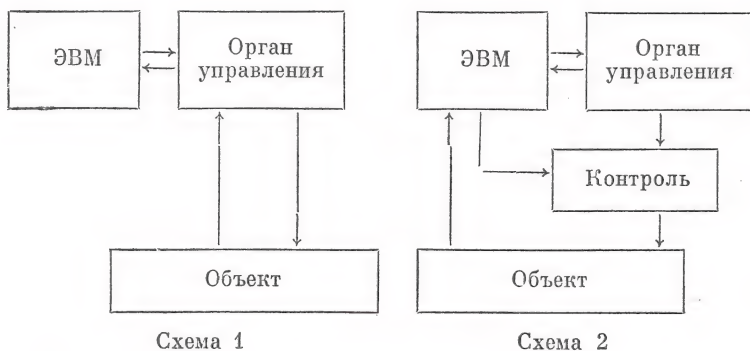 ЭВМ
Орган
управления
Объект
Схема 1
ЭВМ
Орган
управления
Контроль
Объект
Схема 2